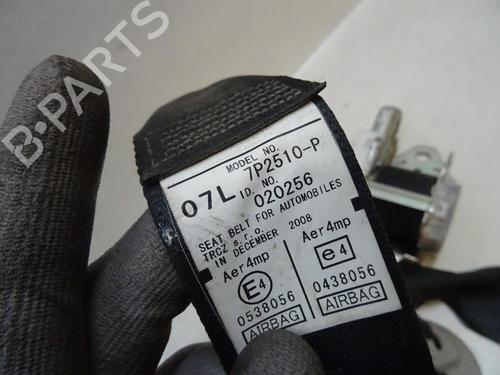 B-PARTS
07L
MODEL NO.
7P2510-P
ID. NO.
020256
SEAT BELT FOR AUTOMOBILES
TRCZ s.r.o.
IN DECEMBER 2008
Aer4mp
E4
0538056
AIRBAG
Aer4mp
e4
0438056
AIRBAG